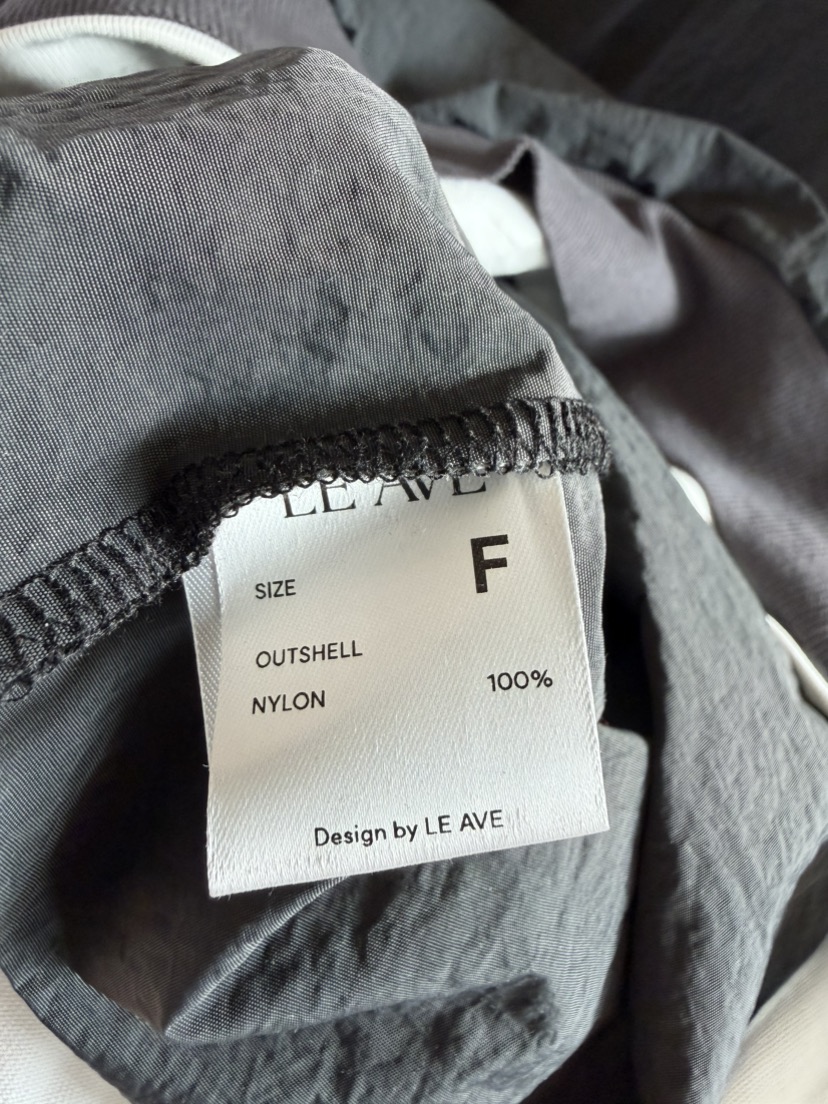 LE AVE
SIZE F
OUTSHELL
NYLON 100%
Design by LE AVE